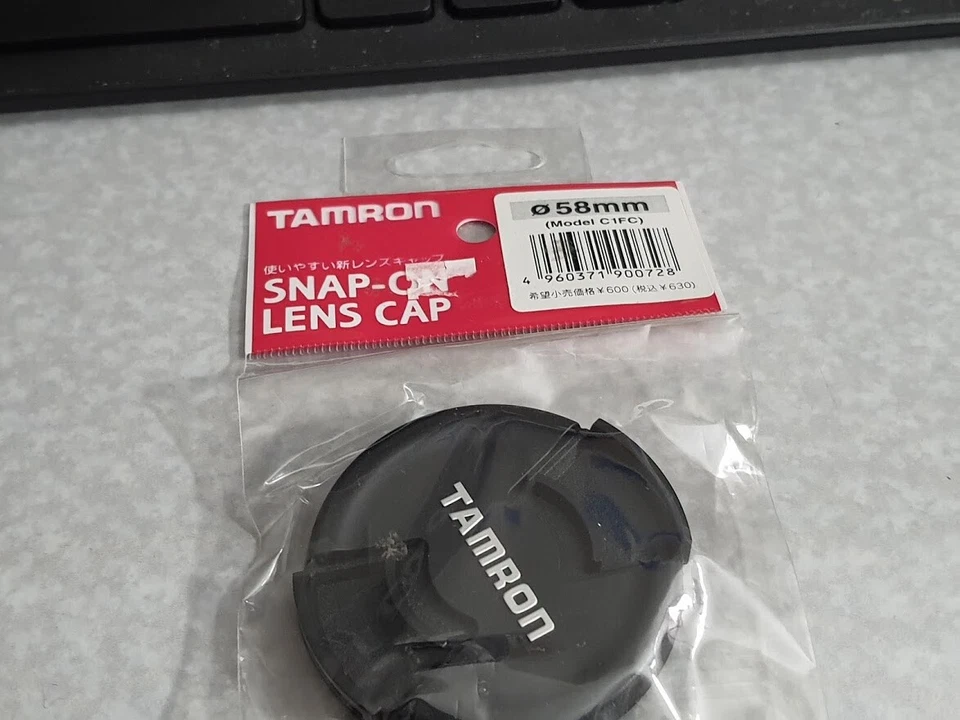 TAMRON
使いやすい新レンズキャップ
SNAP-ON
LENS CAP
ø58mm
(Model C1FC)
4 960371 900728
希望小売価格¥600(税込¥630)
TAMRON